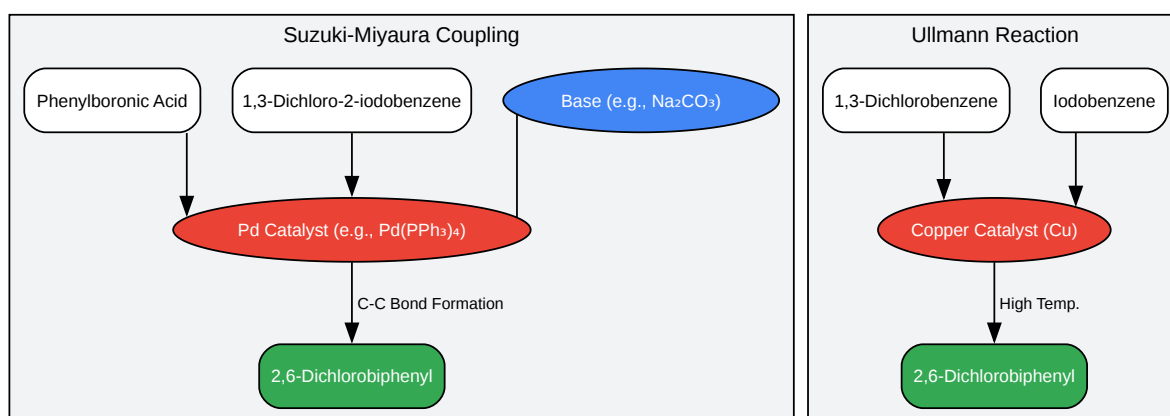 Suzuki-Miyaura Coupling
Phenylboronic Acid
1,3-Dichloro-2-iodobenzene
Base (e.g., Na₂CO₃)
Pd Catalyst (e.g., Pd(PPh₃)₄)
C-C Bond Formation
2,6-Dichlorobiphenyl
Ullmann Reaction
1,3-Dichlorobenzene
Iodobenzene
Copper Catalyst (Cu)
High Temp.
2,6-Dichlorobiphenyl